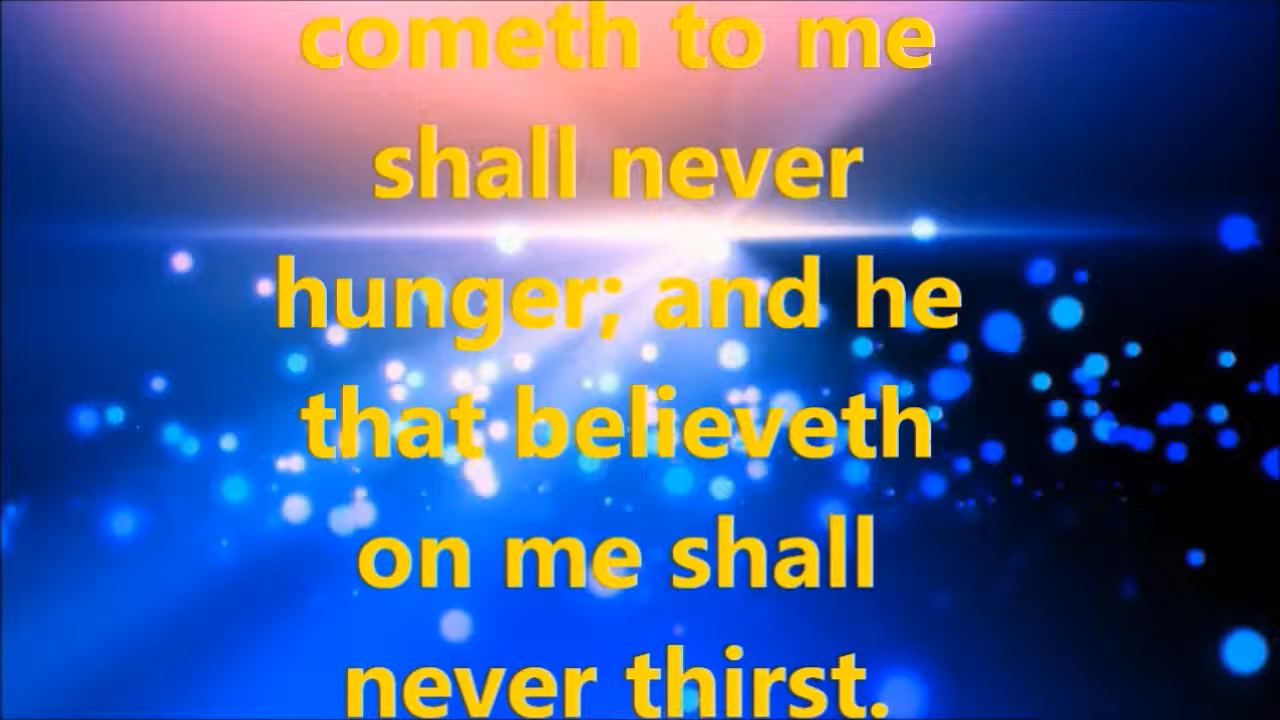 cometh to me
shall never
hunger; and he
that believeth
on me shall
never thirst.